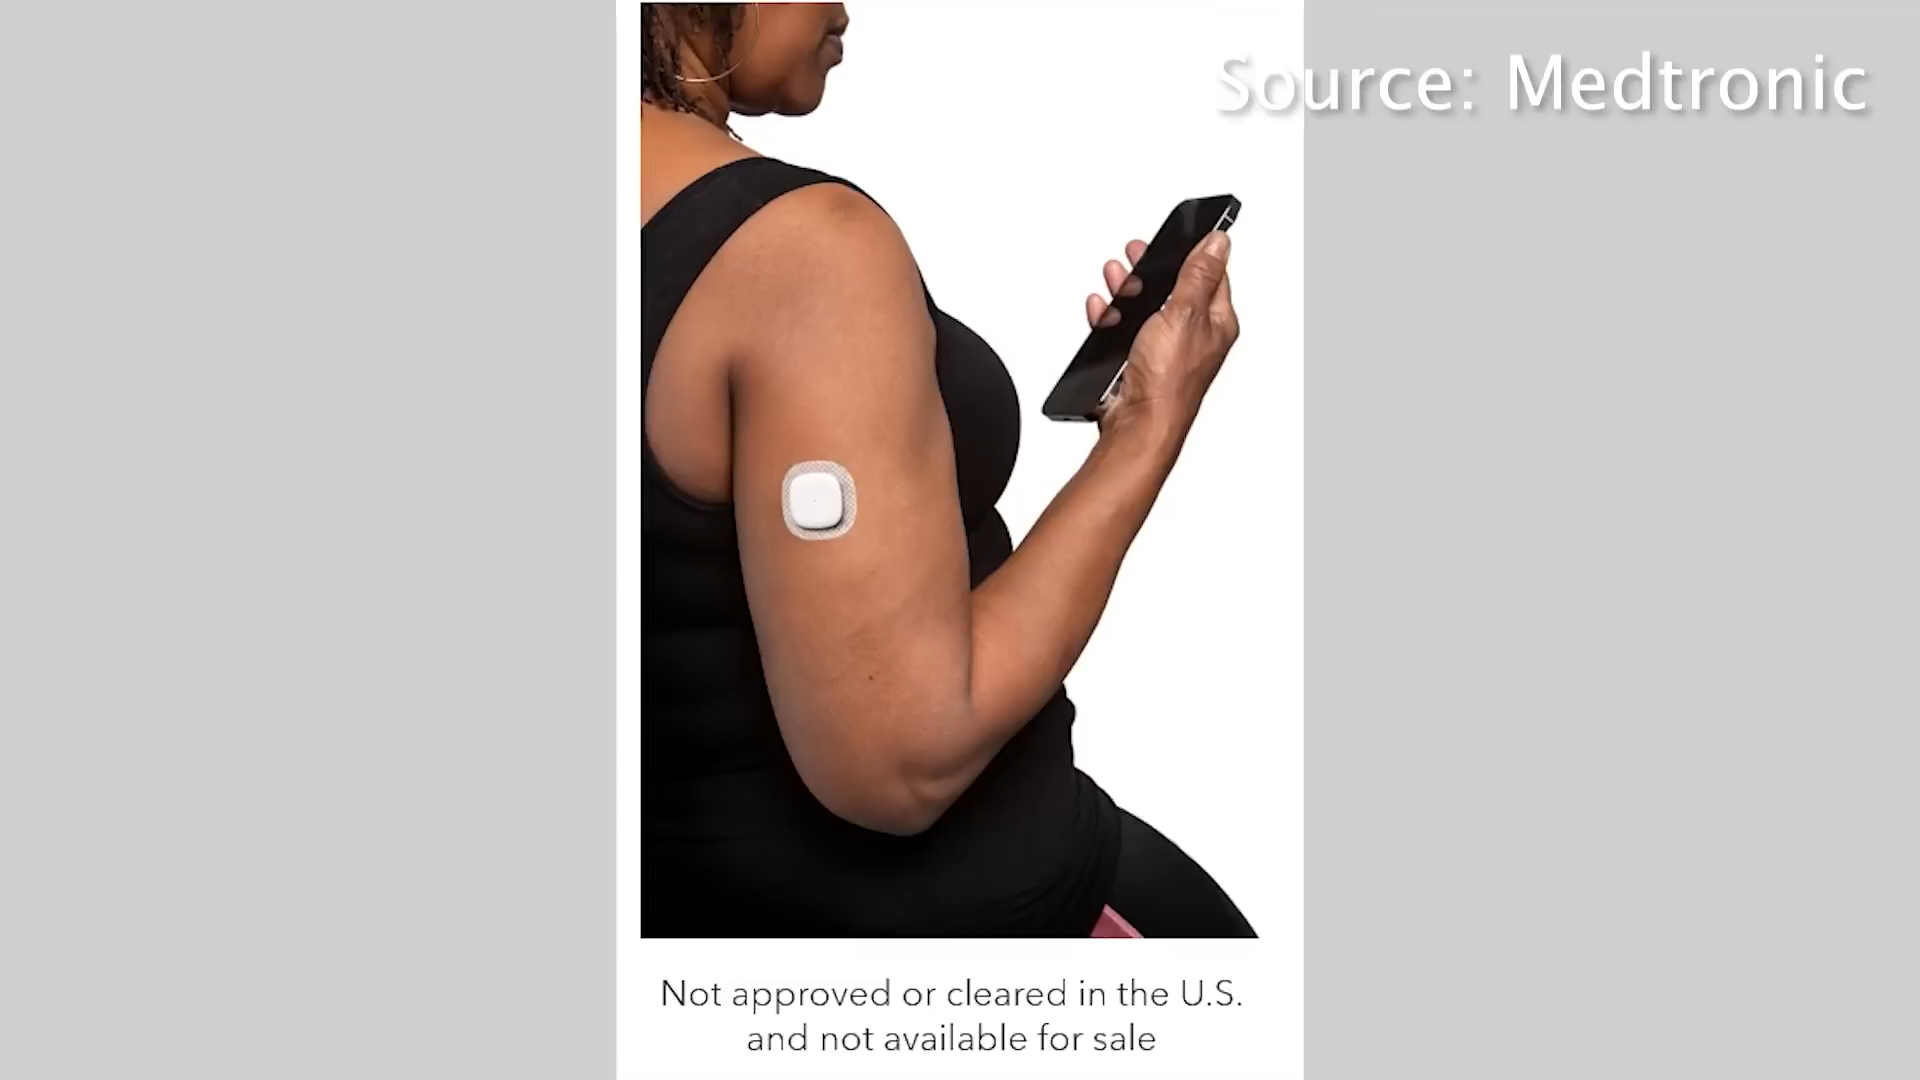 Source: Medtronic
Not approved or cleared in the U.S.
and not available for sale